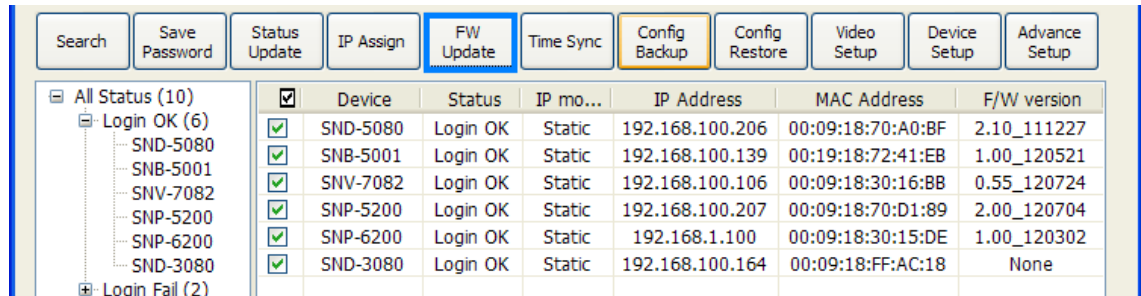 Search Save Password Status Update IP Assign FW Update Time Sync Config Backup Config Restore Video Setup Device Setup Advance Setup
All Status (10)
Login OK (6)
SND-5080
SNB-5001
SNV-7082
SNP-5200
SNP-6200
SND-3080
Login Fail (2)
Device Status IP mo... IP Address MAC Address F/W version
SND-5080 Login OK Static 192.168.100.206 00:09:18:70:A0:BF 2.10_111227
SNB-5001 Login OK Static 192.168.100.139 00:19:18:72:41:EB 1.00_120521
SNV-7082 Login OK Static 192.168.100.106 00:09:18:30:16:BB 0.55_120724
SNP-5200 Login OK Static 192.168.100.207 00:09:18:70:D1:89 2.00_120704
SNP-6200 Login OK Static 192.168.1.100 00:09:18:30:15:DE 1.00_120302
SND-3080 Login OK Static 192.168.100.164 00:09:18:FF:AC:18 None